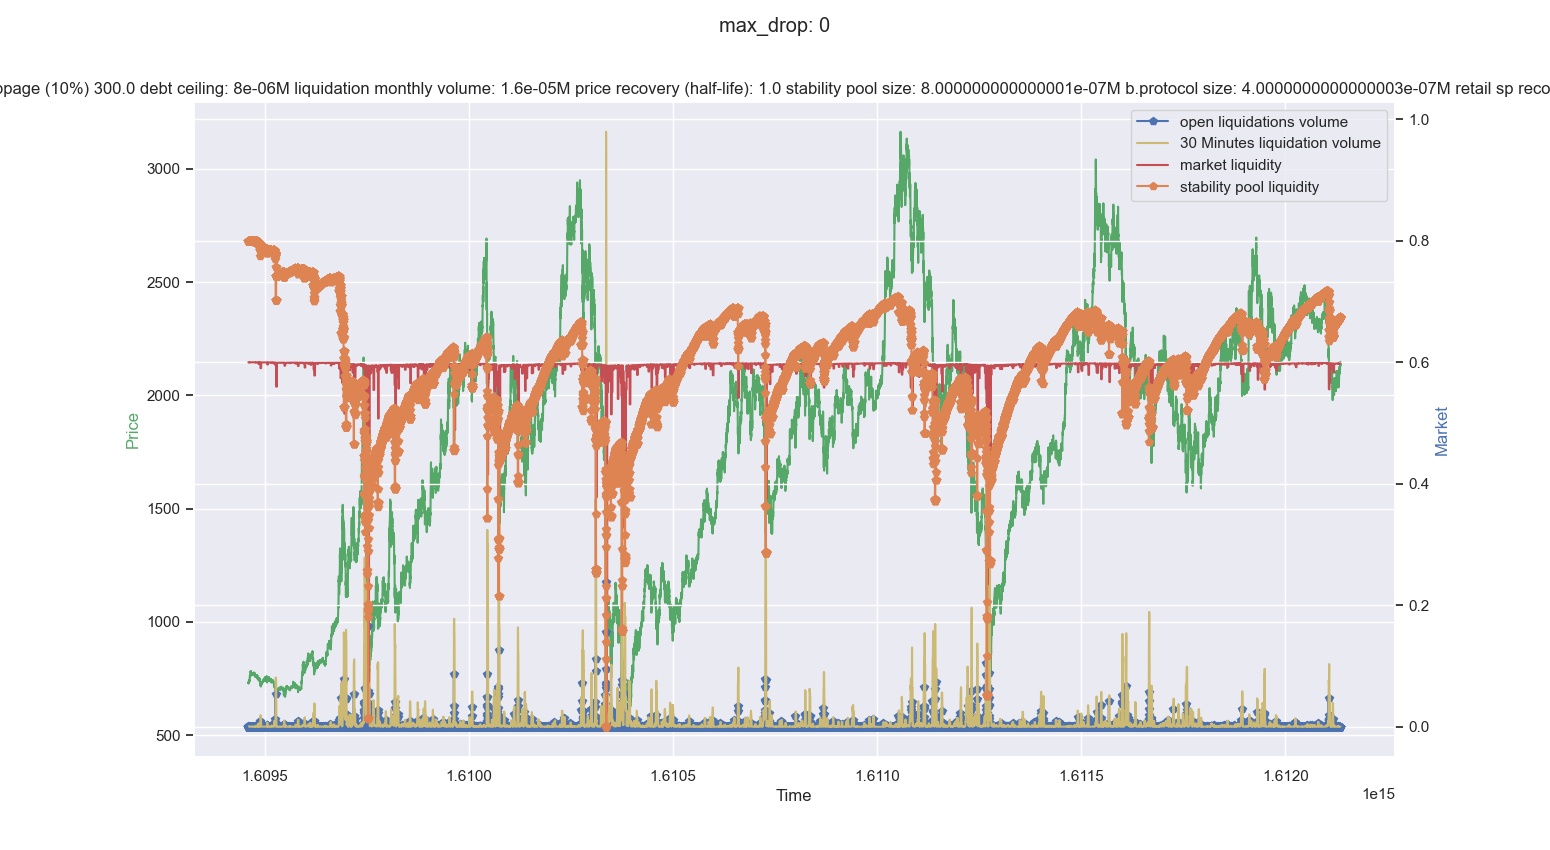 max_drop: 0
(10%) 300.0 debt ceiling: 8e-06M liquidation monthly volume: 1.6e-05M price recovery (half-life): 1.0 stability pool size: 8.000000000000001e-07M b.protocol size: 4.0000000000000003e-07M retail sp
open liquidations volume
30 Minutes liquidation volume
market liquidity
stability pool liquidity
3000
2500
2000
1500
1000
500
Price
1.0
0.8
0.6
0.4
0.2
0.0
Market
1.6095 1.6100 1.6105 1.6110 1.6115 1.6120
Time
1e15